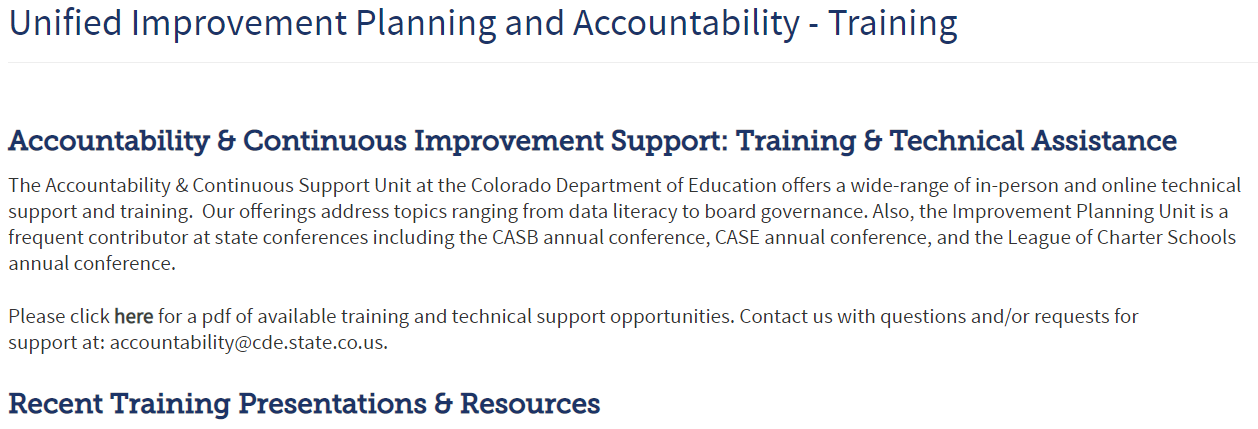 Unified Improvement Planning and Accountability - Training
Accountability & Continuous Improvement Support: Training & Technical Assistance
The Accountability & Continuous Support Unit at the Colorado Department of Education offers a wide-range of in-person and online technical
support and training.  Our offerings address topics ranging from data literacy to board governance. Also, the Improvement Planning Unit is a
frequent contributor at state conferences including the CASB annual conference, CASE annual conference, and the League of Charter Schools
annual conference.
Please click here for a pdf of available training and technical support opportunities. Contact us with questions and/or requests for
support at: accountability@cde.state.co.us.
Recent Training Presentations & Resources